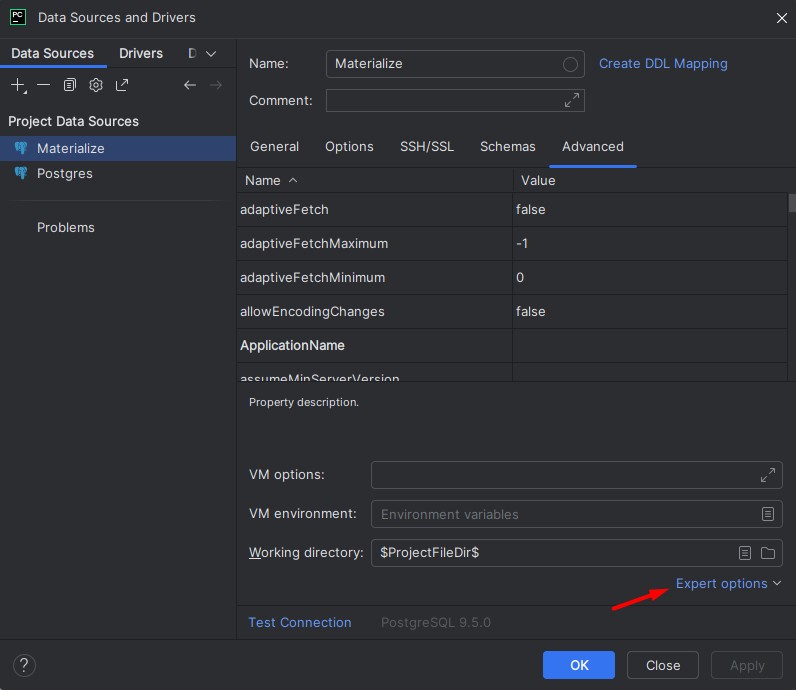 PC
Data Sources and Drivers
Data Sources Drivers D
Project Data Sources
Materialize
Postgres
Problems
Name: Materialize Create DDL Mapping
Comment:
General Options SSH/SSL Schemas Advanced
Name Value
adaptiveFetch false
adaptiveFetchMaximum -1
adaptiveFetchMinimum 0
allowEncodingChanges false
ApplicationName
assumeMinServerVersion
Property description.
VM options:
VM environment: Environment variables
Working directory: $ProjectFileDir$
Expert options
Test Connection PostgreSQL 9.5.0
? OK Close Apply